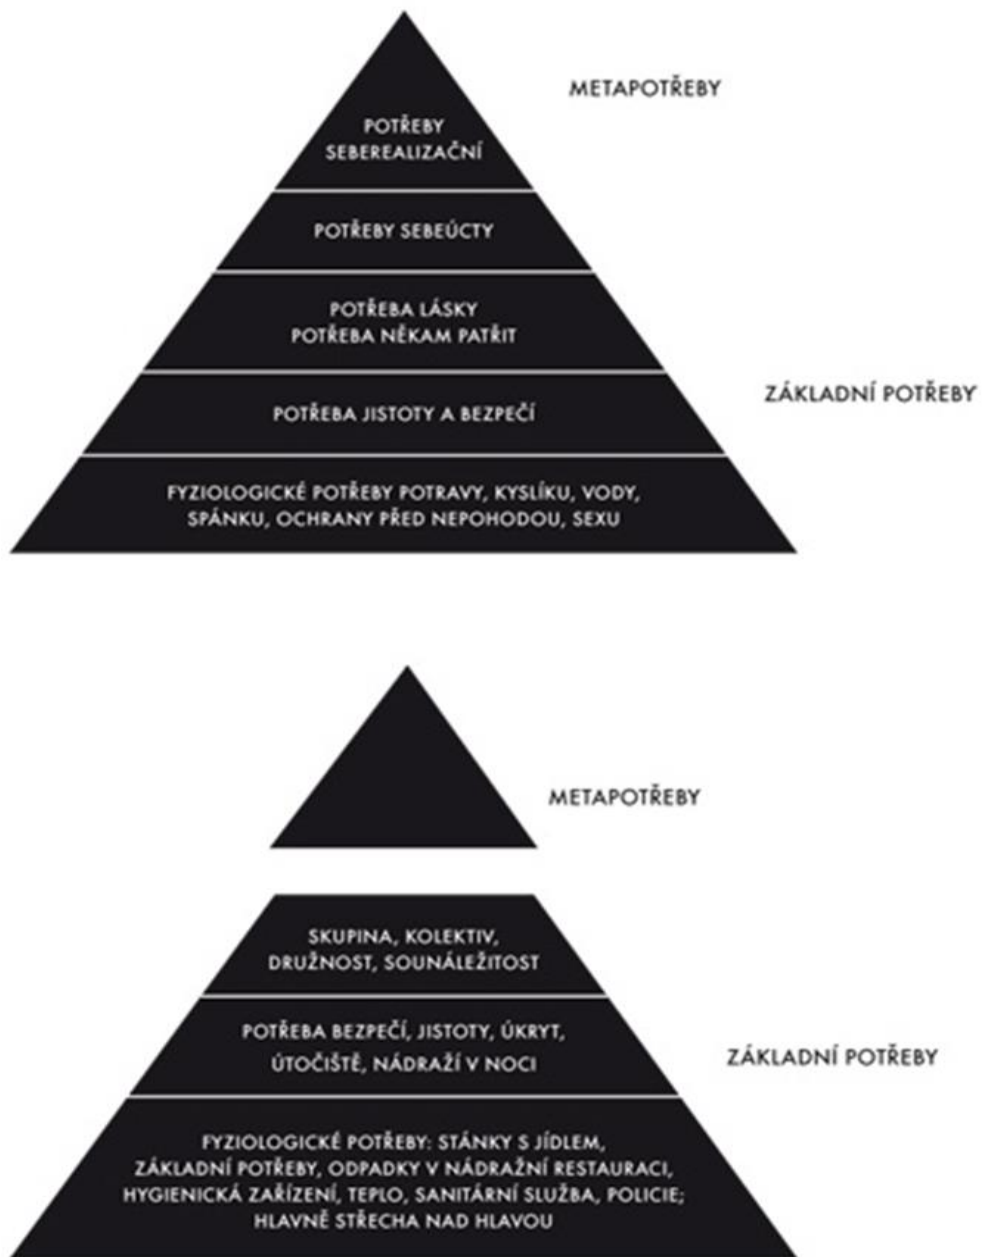 METAPOTŘEBY
POTŘEBY
SEBEREALIZAČNÍ
POTŘEBY SEBEÚCTY
POTŘEBA LÁSKY
POTŘEBA NĚKAM PATŘIT
ZÁKLADNÍ POTŘEBY
POTŘEBA JISTOTY A BEZPEČÍ
FYZIOLOGICKÉ POTŘEBY POTRAVY, KYSLÍKU, VODY,
SPÁNKU, OCHRANY PŘED NEPOHODOU, SEXU
METAPOTŘEBY
SKUPINA, KOLEKTIV,
DRUŽNOST, SOUNÁLEŽITOST
POTŘEBA BEZPEČÍ, JISTOTY, ÚKRYT,
ÚTOČIŠTĚ, NÁDRAŽÍ V NOCI
ZÁKLADNÍ POTŘEBY
FYZIOLOGICKÉ POTŘEBY: STÁNKY S JÍDLEM,
ZÁKLADNÍ POTŘEBY, ODPADKY V NÁDRAŽNÍ RESTAURACI,
HYGIENICKÁ ZAŘÍZENÍ, TEPLO, SANITÁRNÍ SLUŽBA, POLICIE;
HLAVNĚ STŘECHA NAD HLAVOU